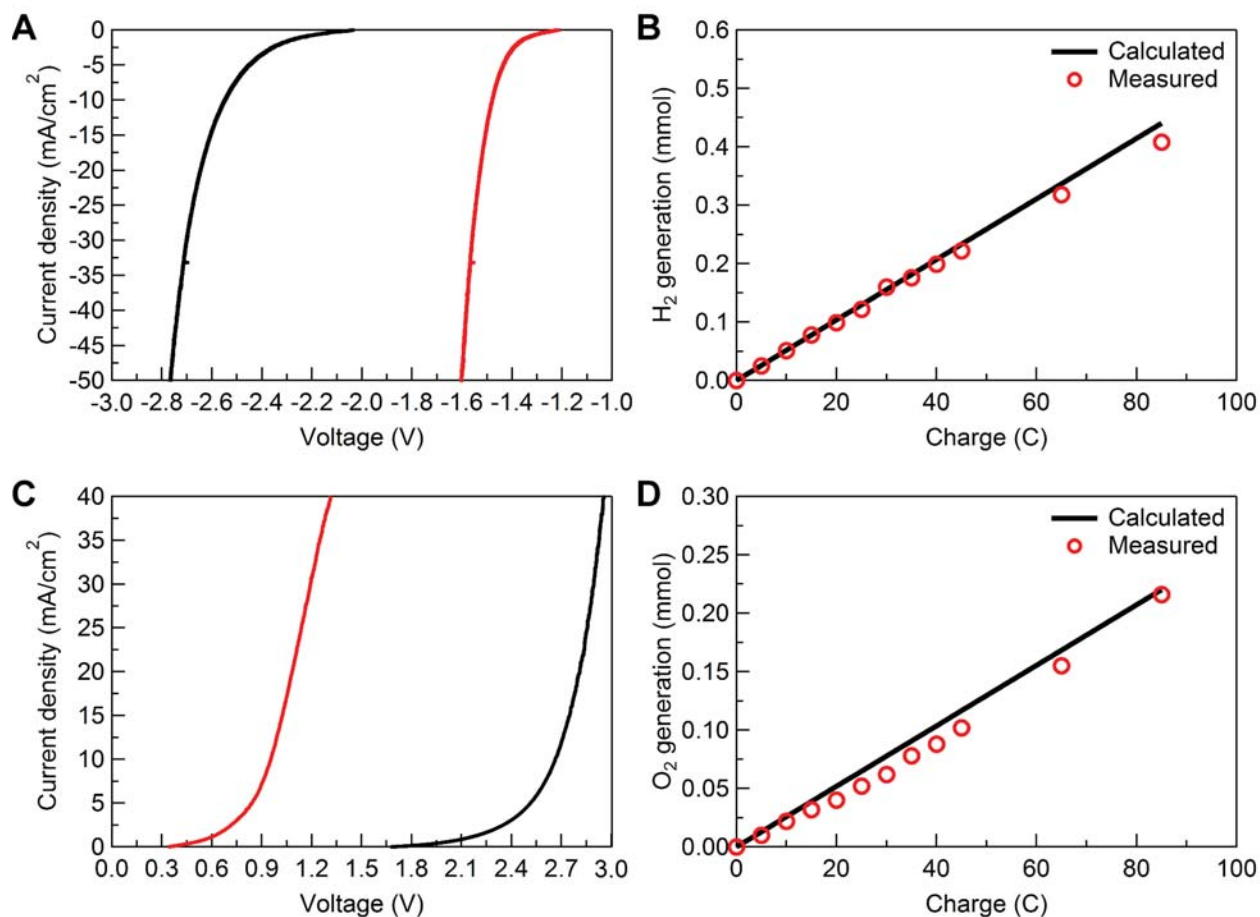 A
Current density (mA/cm2)
0
-5
-10
-15
-20
-25
-30
-35
-40
-45
-50
-3.0 -2.8 -2.6 -2.4 -2.2 -2.0 -1.8 -1.6 -1.4 -1.2 -1.0
Voltage (V)
B
H2 generation (mmol)
0.6
0.5
0.4
0.3
0.2
0.1
0.0
Calculated
Measured
0 20 40 60 80 100
Charge (C)
C
Current density (mA/cm2)
40
35
30
25
20
15
10
5
0
0.0 0.3 0.6 0.9 1.2 1.5 1.8 2.1 2.4 2.7 3.0
Voltage (V)
D
O2 generation (mmol)
0.30
0.25
0.20
0.15
0.10
0.05
0.00
Calculated
Measured
0 20 40 60 80 100
Charge (C)